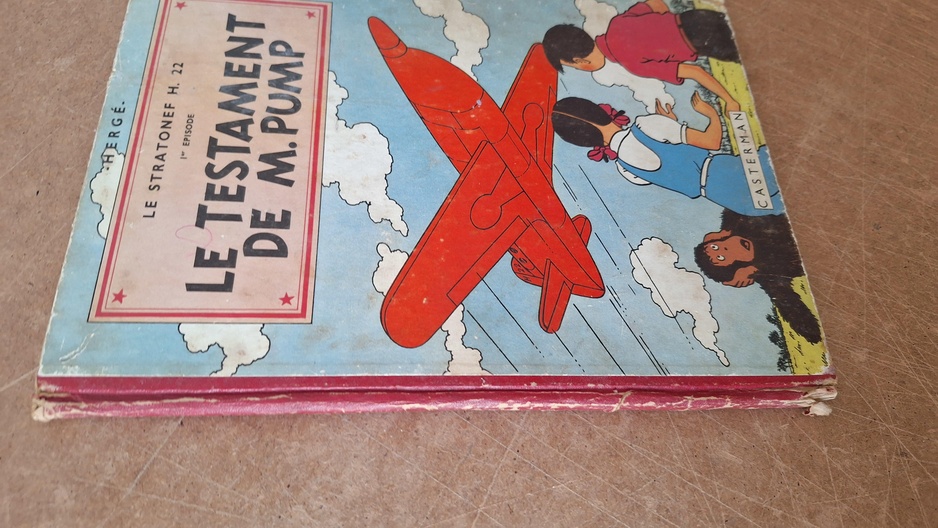 ·HERGÉ·
LE STRATONEF H. 22
1er EPISODE
LE TESTAMENT
DE M. PUMP
CASTERMAN